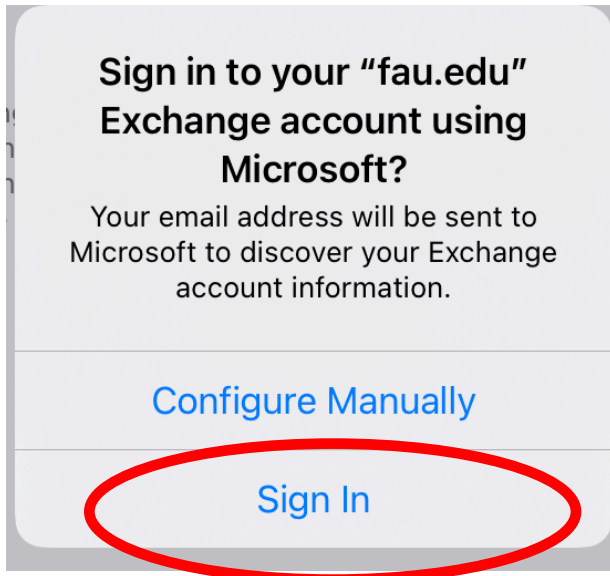 Sign in to your “fau.edu”
Exchange account using
Microsoft?
Your email address will be sent to
Microsoft to discover your Exchange
account information.
Configure Manually
Sign In